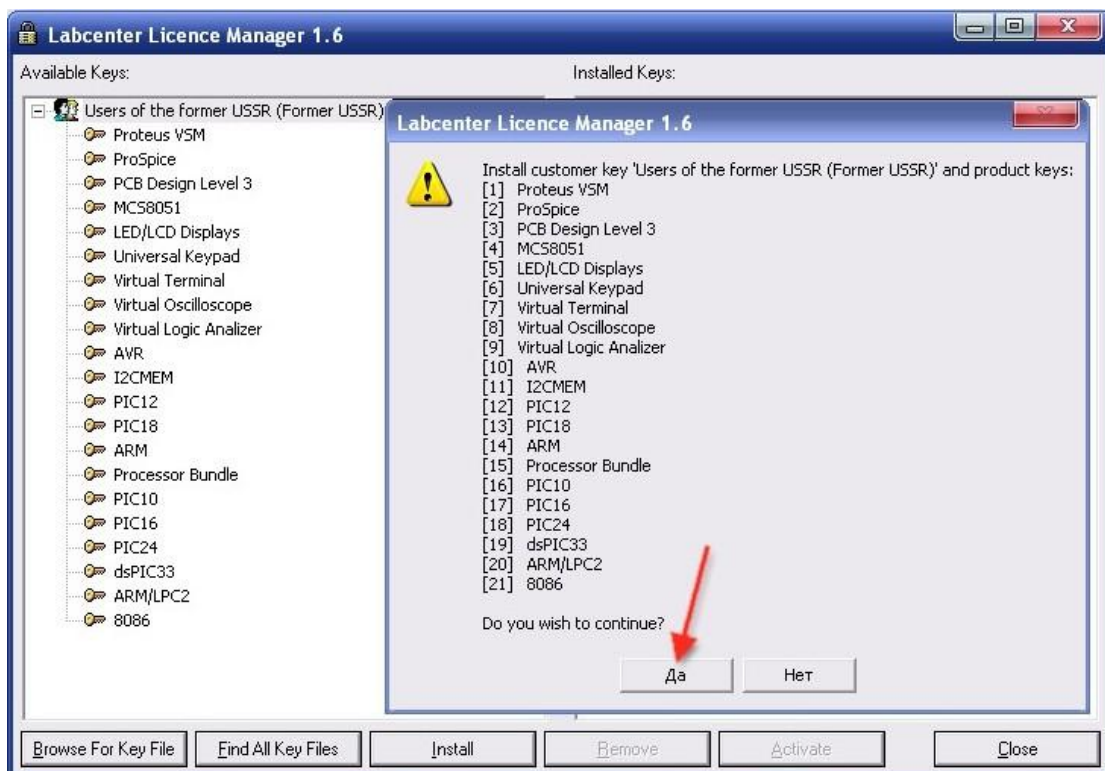 Labcenter Licence Manager 1.6
Available Keys:
Installed Keys:
Users of the former USSR (Former USSR)
Proteus VSM
ProSpice
PCB Design Level 3
MCS8051
LED/LCD Displays
Universal Keypad
Virtual Terminal
Virtual Oscilloscope
Virtual Logic Analizer
AVR
I2CMEM
PIC12
PIC18
ARM
Processor Bundle
PIC10
PIC16
PIC24
dsPIC33
ARM/LPC2
8086
Labcenter Licence Manager 1.6
Install customer key 'Users of the former USSR (Former USSR)' and product keys:
[1] Proteus VSM
[2] ProSpice
[3] PCB Design Level 3
[4] MCS8051
[5] LED/LCD Displays
[6] Universal Keypad
[7] Virtual Terminal
[8] Virtual Oscilloscope
[9] Virtual Logic Analizer
[10] AVR
[11] I2CMEM
[12] PIC12
[13] PIC18
[14] ARM
[15] Processor Bundle
[16] PIC10
[17] PIC16
[18] PIC24
[19] dsPIC33
[20] ARM/LPC2
[21] 8086
Do you wish to continue?
Да
Нет
Browse For Key File
Find All Key Files
Install
Remove
Activate
Close